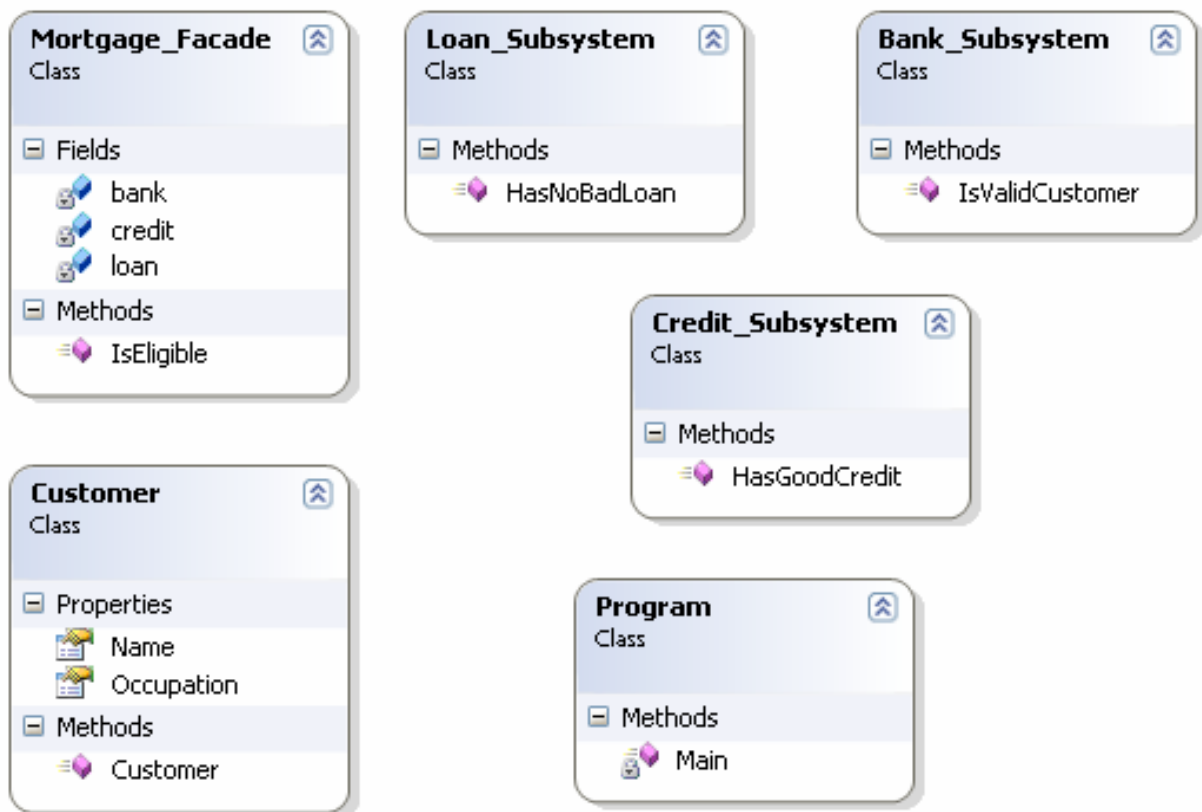 Mortgage_Facade
Class
Fields
bank
credit
loan
Methods
IsEligible
Loan_Subsystem
Class
Methods
HasNoBadLoan
Bank_Subsystem
Class
Methods
IsValidCustomer
Credit_Subsystem
Class
Methods
HasGoodCredit
Customer
Class
Properties
Name
Occupation
Methods
Customer
Program
Class
Methods
Main